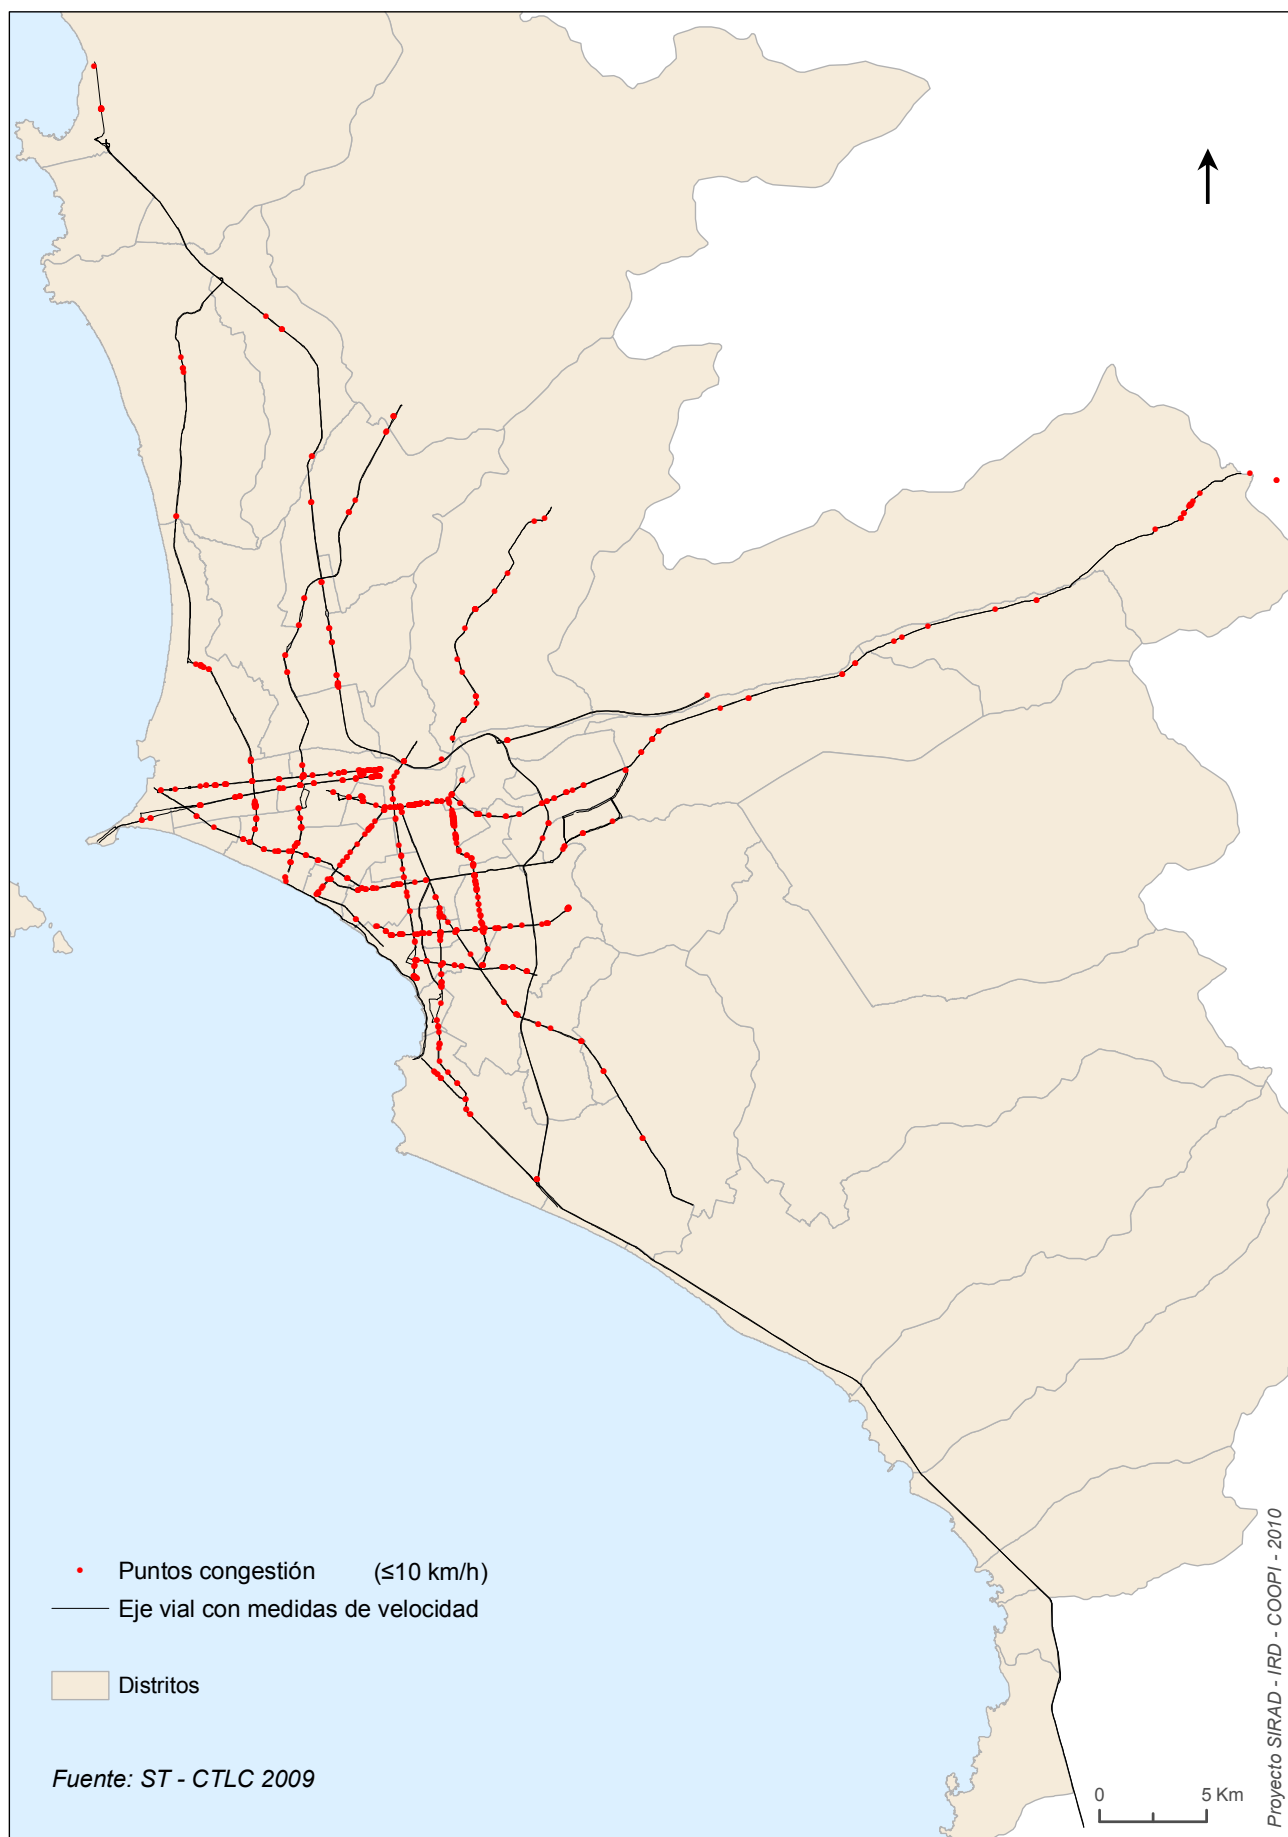 Puntos congestión (≤10 km/h)
Eje vial con medidas de velocidad
Distritos
Fuente: ST - CTLC 2009
0 5 Km
Proyecto SIRAD - IRD - COOPI - 2010